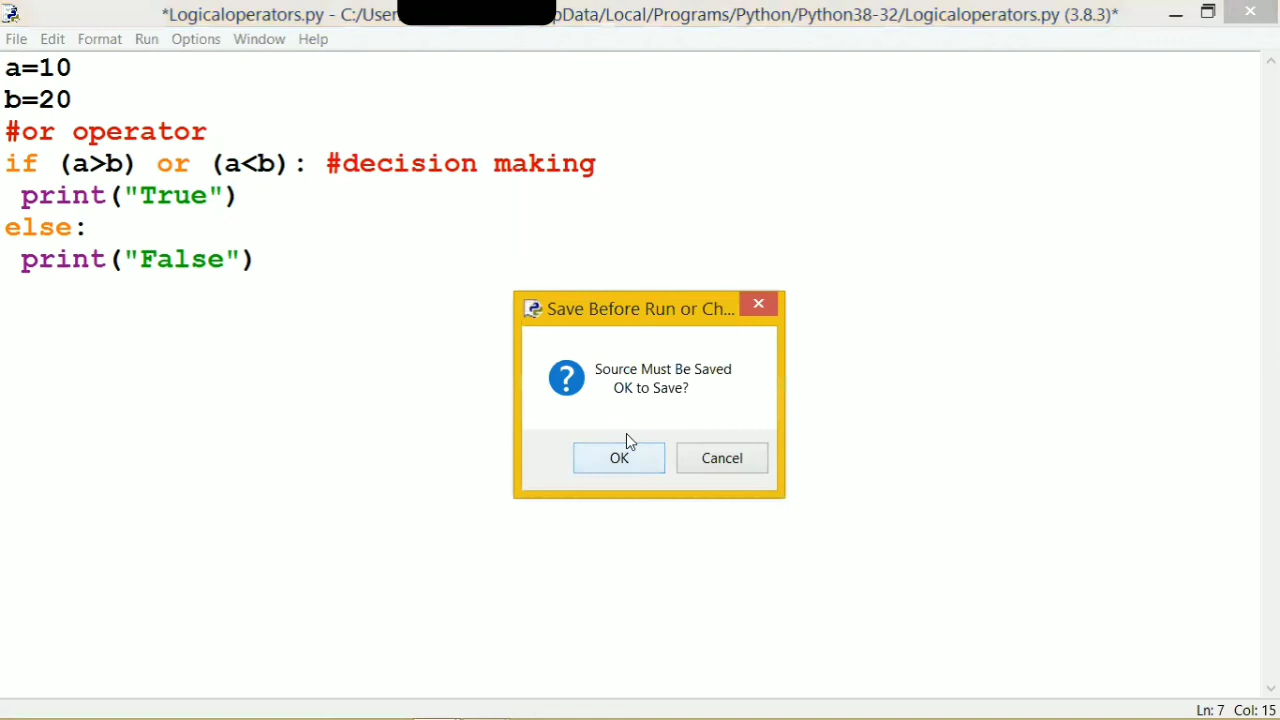 *Logicaloperators.py - C:/User pData/Local/Programs/Python/Python38-32/Logicaloperators.py (3.8.3)*
File Edit Format Run Options Window Help
a=10
b=20
#or operator
if (a>b) or (a<b): #decision making
 print("True")
else:
 print("False")
Save Before Run or Ch...
Source Must Be Saved
OK to Save?
OK Cancel
Ln: 7 Col: 15